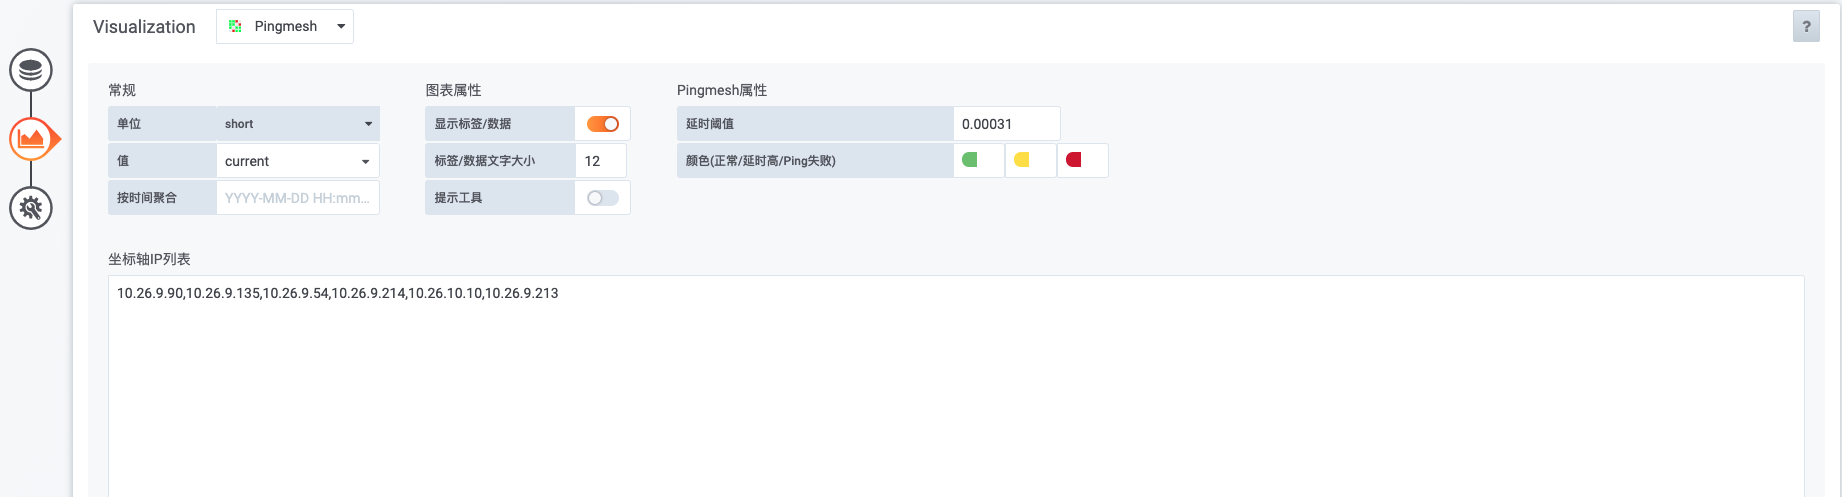 Visualization
Pingmesh
?
常规
单位
short
值
current
按时间聚合
YYYY-MM-DD HH:mm...
图表属性
显示标签/数据
标签/数据文字大小
12
提示工具
Pingmesh属性
延时阈值
0.00031
颜色(正常/延时高/Ping失败)
坐标轴IP列表
10.26.9.90,10.26.9.135,10.26.9.54,10.26.9.214,10.26.10.10,10.26.9.213